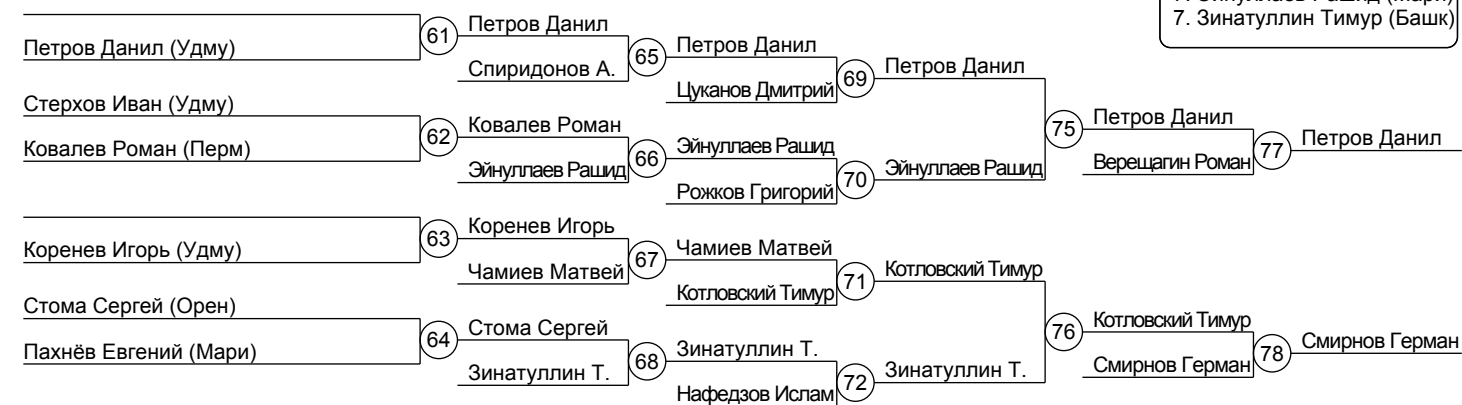 7. Эйнуллаев Рашид (Мари)
7. Зинатуллин Тимур (Башк)
Петров Данил (Удму)
61
Петров Данил
Спиридонов А.
65
Петров Данил
Цуканов Дмитрий
69
Петров Данил
Стерхов Иван (Удму)
Ковалев Роман (Перм)
62
Ковалев Роман
Эйнуллаев Рашид
66
Эйнуллаев Рашид
Рожков Григорий
70
Эйнуллаев Рашид
75
Петров Данил
Верещагин Роман
77
Петров Данил
Коренев Игорь (Удму)
63
Коренев Игорь
Чамиев Матвей
67
Чамиев Матвей
Котловский Тимур
71
Котловский Тимур
Стома Сергей (Орен)
Пахнёв Евгений (Мари)
64
Стома Сергей
Зинатуллин Т.
68
Зинатуллин Т.
Нафедзов Ислам
72
Зинатуллин Т.
76
Котловский Тимур
Смирнов Герман
78
Смирнов Герман